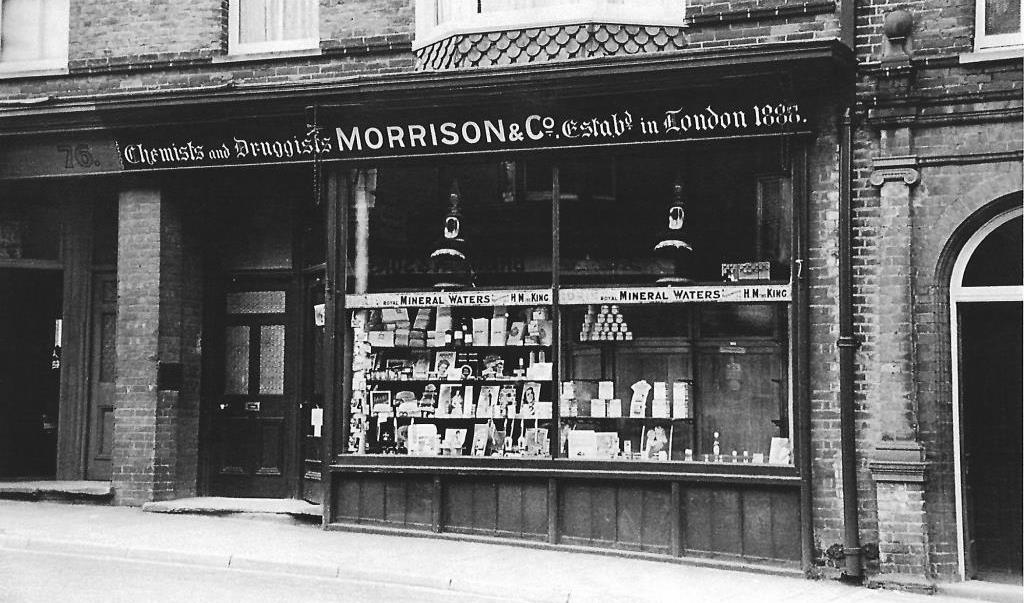 76.
Chemists and Druggists MORRISON & Co. Estabd. in London 1888.
ROYAL MINERAL WATERS H.M. THE KING
ROYAL MINERAL WATERS H.M. THE KING